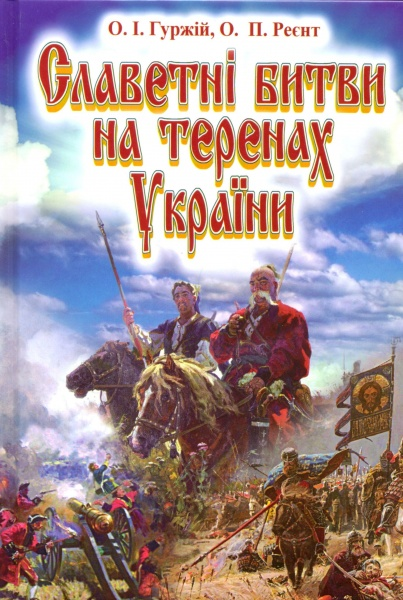 О. І. Гуржій, О. П. Реєнт
Славетні битви
на теренах
України